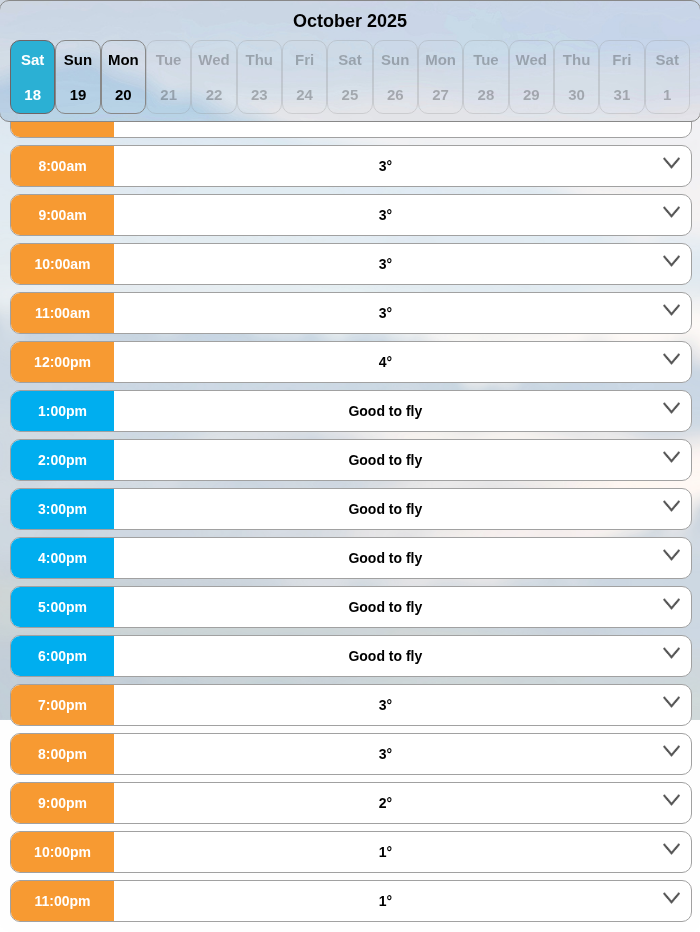 October 2025
Sat Sun Mon Tue Wed Thu Fri Sat Sun Mon Tue Wed Thu Fri Sat
18 19 20 21 22 23 24 25 26 27 28 29 30 31 1
8:00am 3°
9:00am 3°
10:00am 3°
11:00am 3°
12:00pm 4°
1:00pm Good to fly
2:00pm Good to fly
3:00pm Good to fly
4:00pm Good to fly
5:00pm Good to fly
6:00pm Good to fly
7:00pm 3°
8:00pm 3°
9:00pm 2°
10:00pm 1°
11:00pm 1°